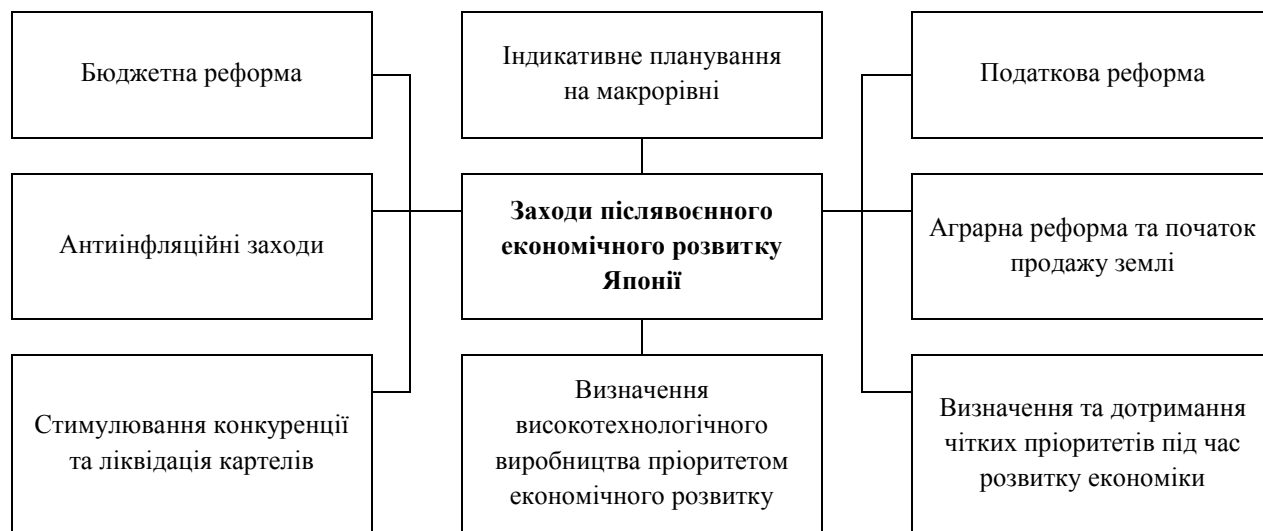 Бюджетна реформа
Індикативне планування
на макрорівні
Податкова реформа
Антиінфляційні заходи
Заходи післявоєнного
економічного розвитку
Японії
Аграрна реформа та початок
продажу землі
Стимулювання конкуренції
та ліквідація картелів
Визначення
високотехнологічного
виробництва пріоритетом
економічного розвитку
Визначення та дотримання
чітких пріоритетів під час
розвитку економіки